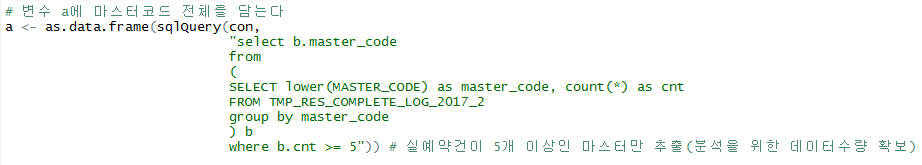 # 변수 a에 마스터코드 전체를 담는다
a <- as.data.frame(sqlQuery(con,
"select b.master_code
from
(
SELECT lower(MASTER_CODE) as master_code, count(*) as cnt
FROM TMP_RES_COMPLETE_LOG_2017_2
group by master_code
) b
where b.cnt >= 5")) # 실예약건이 5개 이상인 마스터만 추출(분석을 위한 데이터수량 확보)